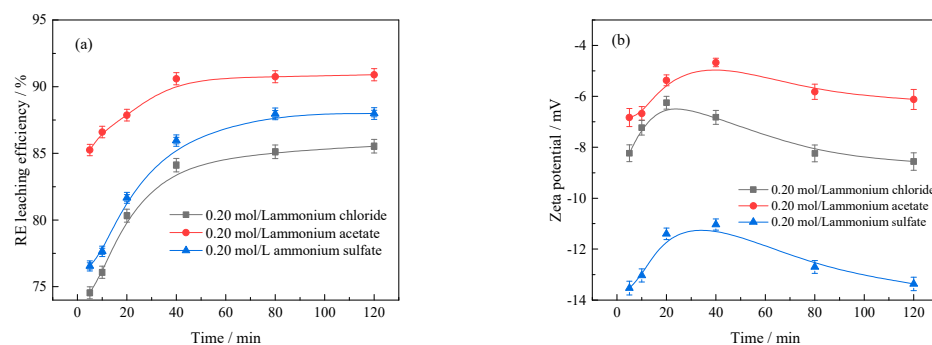 (a)
RE leaching efficiency / %
95
90
85
80
75
0.20 mol/Lammonium chloride
0.20 mol/Lammonium acetate
0.20 mol/L ammonium sulfate
0 20 40 60 80 100 120
Time / min
(b)
Zeta potential / mV
-4
-6
-8
-10
-12
-14
0.20 mol/Lammonium chloride
0.20 mol/Lammonium acetate
0.20 mol/Lammonium sulfate
0 20 40 60 80 100 120
Time / min